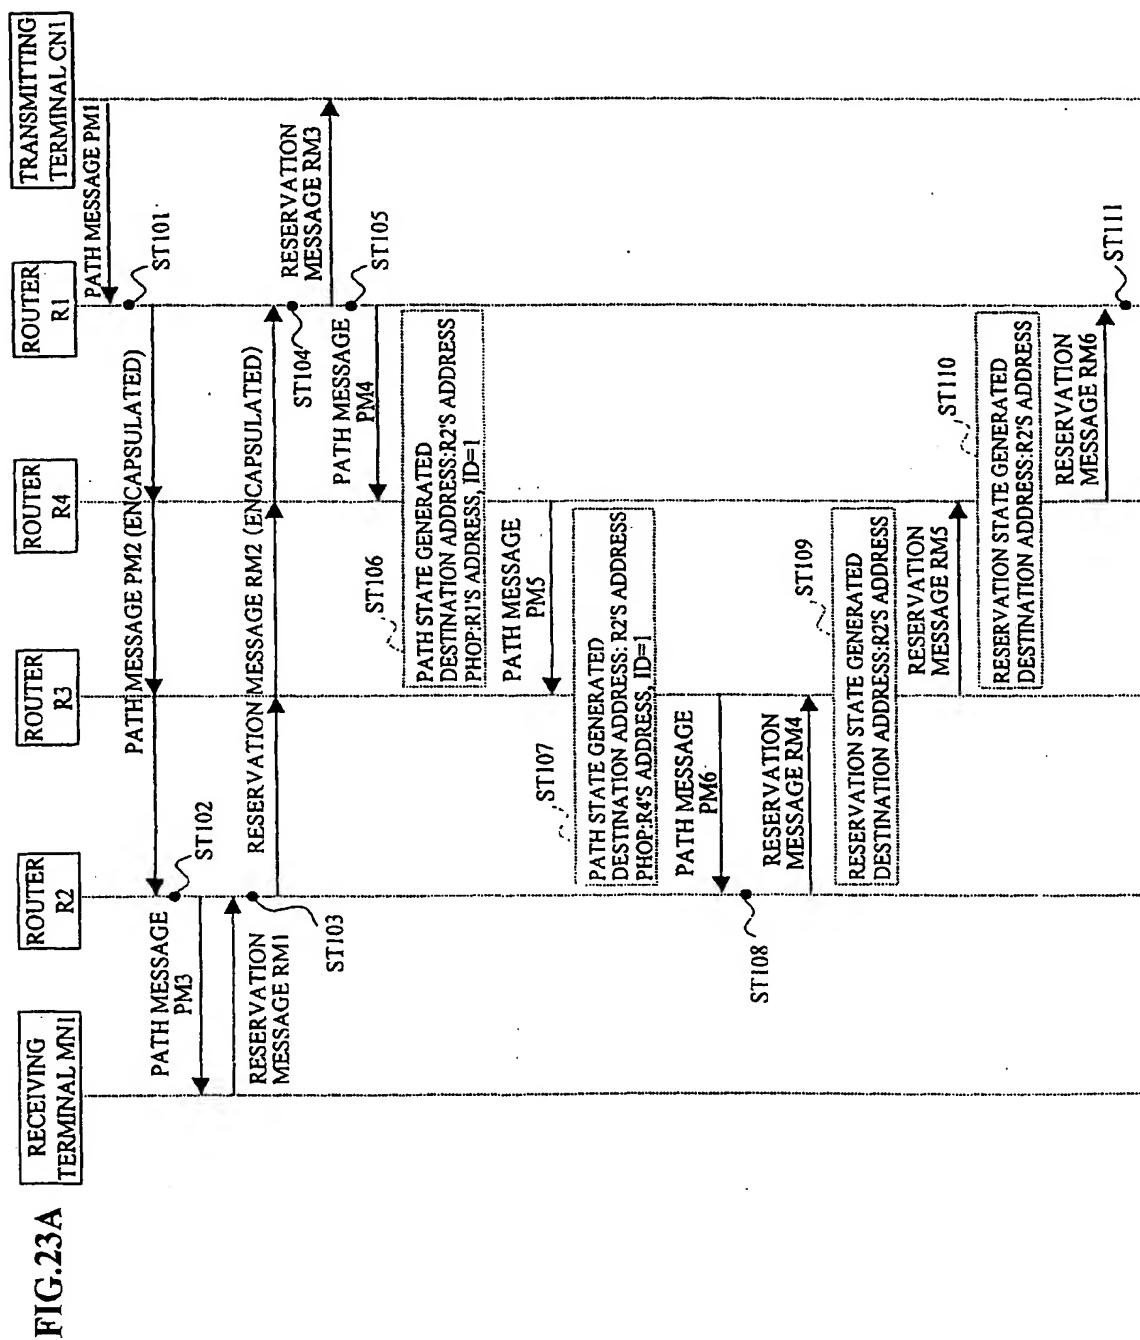 FIG.23A
RECEIVING
TERMINAL MN1
ROUTER
R2
ROUTER
R3
ROUTER
R4
ROUTER
R1
TRANSMITTING
TERMINAL CN1
PATH MESSAGE PM1
ST101
PATH MESSAGE PM2 (ENCAPSULATED)
ST102
PATH MESSAGE
PM3
RESERVATION
MESSAGE RM1
ST103
RESERVATION MESSAGE RM2 (ENCAPSULATED)
ST104
RESERVATION
MESSAGE RM3
ST105
PATH MESSAGE
PM4
ST106
PATH STATE GENERATED
DESTINATION ADDRESS:R2'S ADDRESS
PHOP:R1'S ADDRESS, ID=1
PATH MESSAGE
PM5
ST107
PATH STATE GENERATED
DESTINATION ADDRESS: R2'S ADDRESS
PHOP:R4'S ADDRESS, ID=1
PATH MESSAGE
PM6
ST108
RESERVATION
MESSAGE RM4
ST109
RESERVATION STATE GENERATED
DESTINATION ADDRESS:R2'S ADDRESS
RESERVATION
MESSAGE RM5
ST110
RESERVATION STATE GENERATED
DESTINATION ADDRESS:R2'S ADDRESS
RESERVATION
MESSAGE RM6
ST111